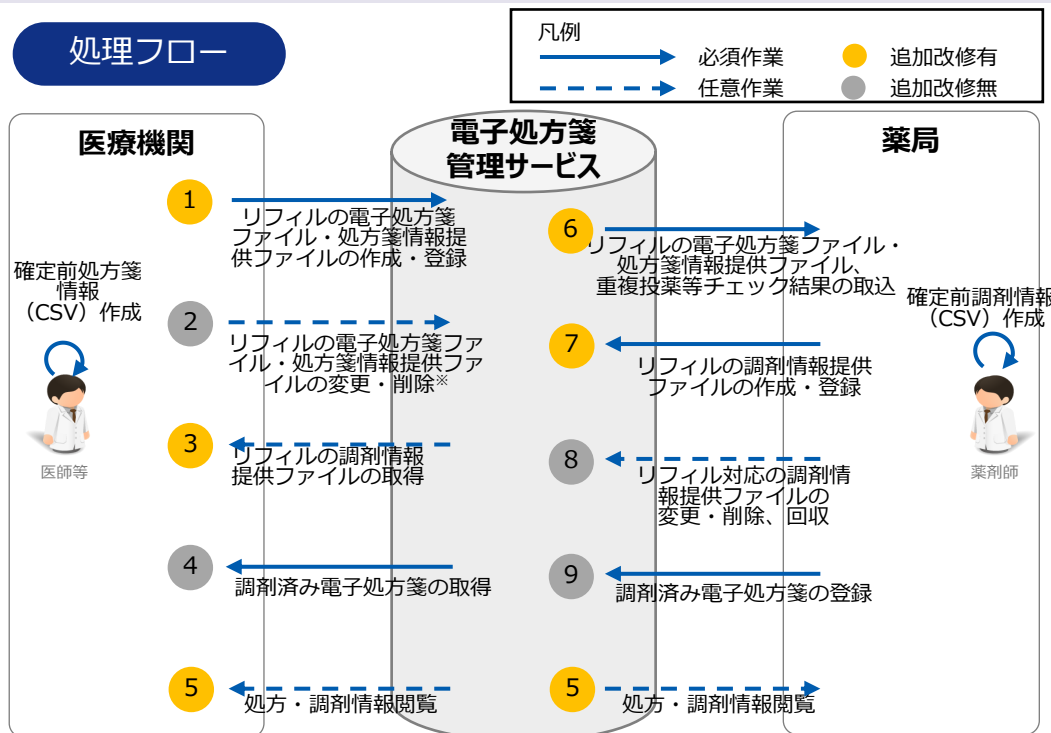 処理フロー
凡例
必須作業
追加改修有
任意作業
追加改修無
医療機関
電子処方箋
管理サービス
薬局
1
リフィルの電子処方箋
ファイル・処方箋情報提
供ファイルの作成・登録
確定前処方箋
情報
（CSV）作成
医師等
2
リフィルの電子処方箋ファ
イル・処方箋情報提供ファ
イルの変更・削除※
3
リフィルの調剤情報
提供ファイルの取得
4
調剤済み電子処方箋の取得
5
処方・調剤情報閲覧
6
リフィルの電子処方箋ファイル・
処方箋情報提供ファイル、
重複投薬等チェック結果の取込
確定前調剤情報
（CSV）作成
薬剤師
7
リフィルの調剤情報提供
ファイルの作成・登録
8
リフィル対応の調剤情
報提供ファイルの
変更・削除、回収
9
調剤済み電子処方箋の登録
5
処方・調剤情報閲覧